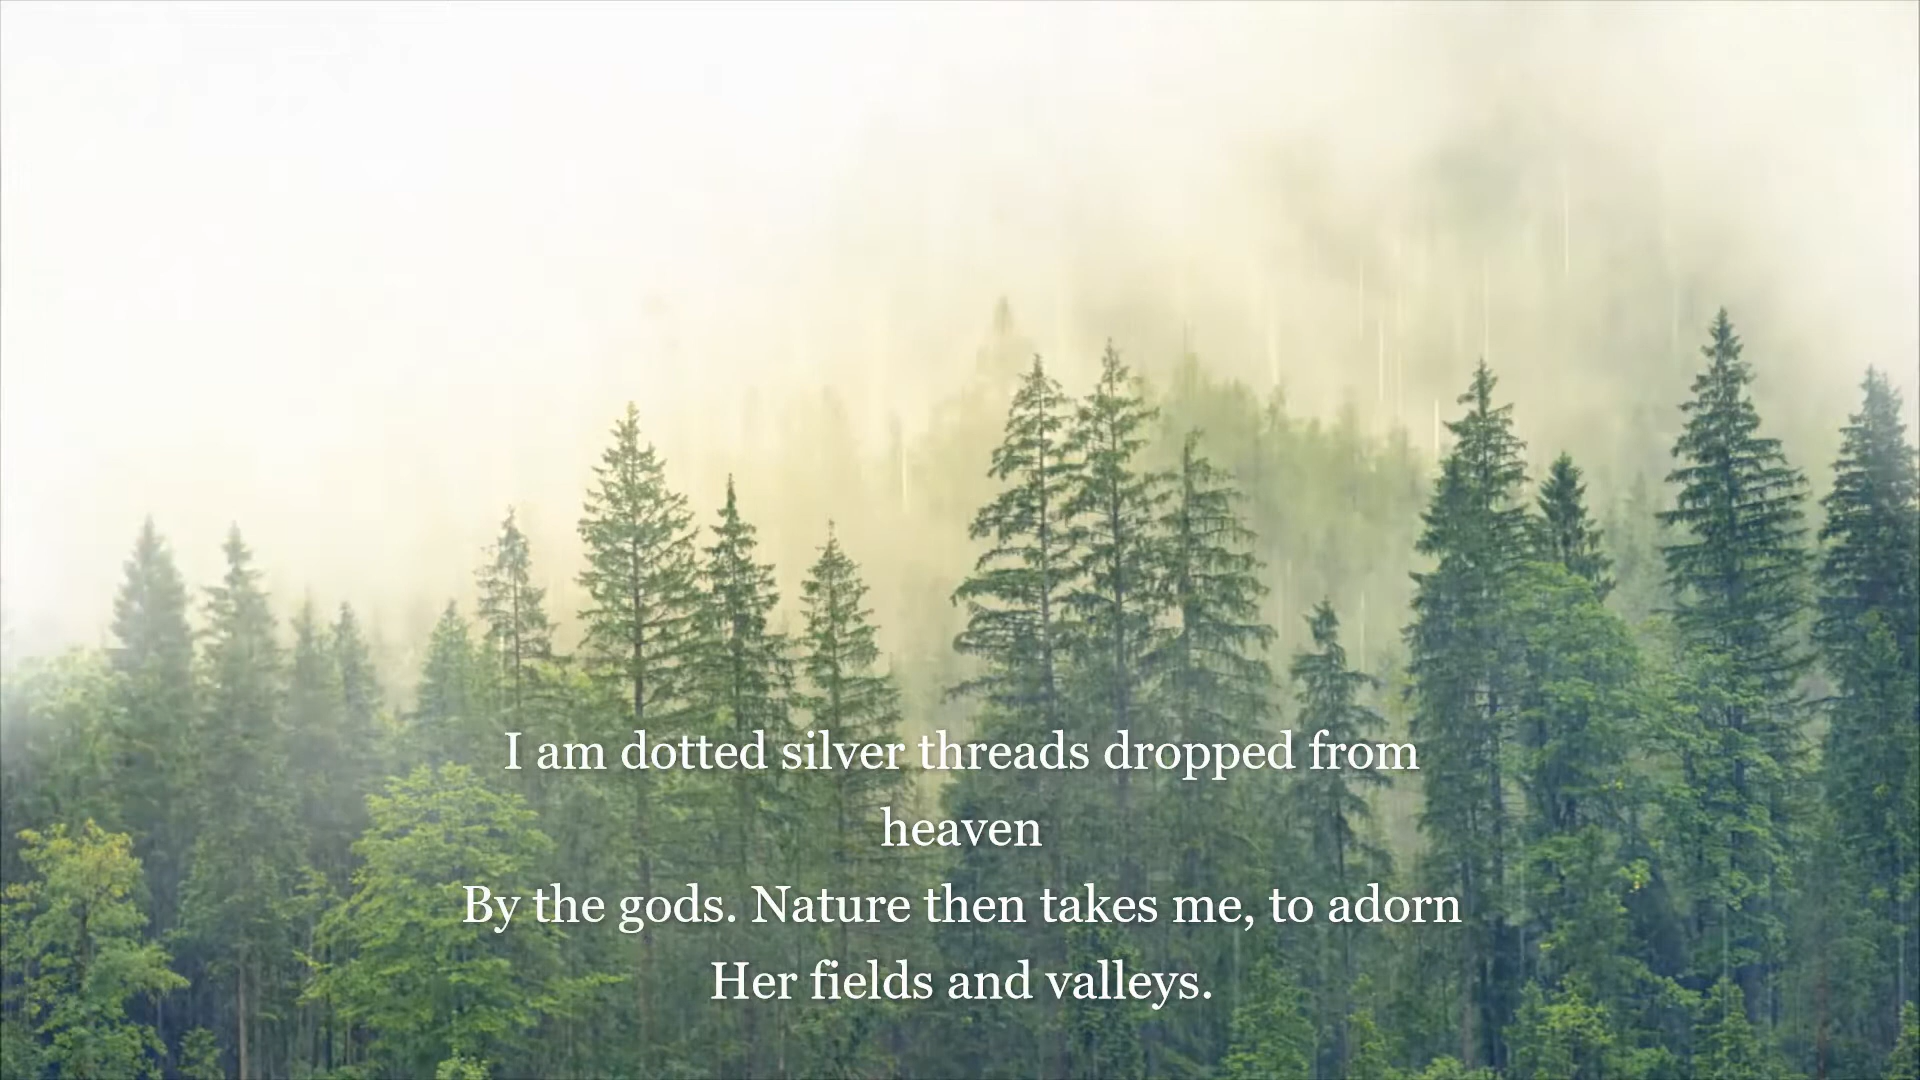 I am dotted silver threads dropped from
heaven
By the gods. Nature then takes me, to adorn
Her fields and valleys.